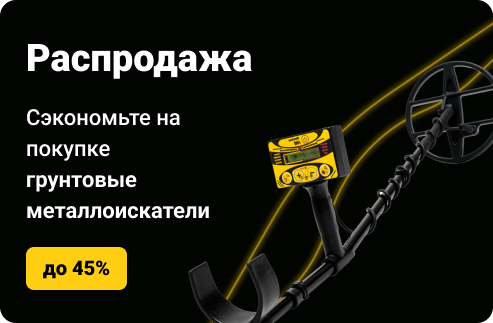 Распродажа
Сэкономьте на
покупке
грунтовые
металлоискатели
до 45%